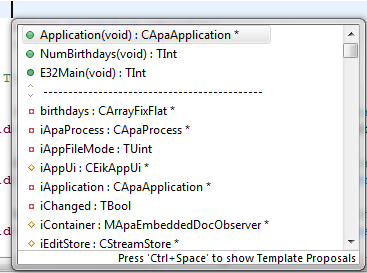 Application(void) : CApaApplication *
NumBirthdays(void) : TInt
E32Main(void) : TInt
-------------------------------------------
birthdays : CArrayFixFlat *
iApaProcess : CApaProcess *
iAppFileMode : TUint
iAppUi : CEikAppUi *
iApplication : CApaApplication *
iChanged : TBool
iContainer : MApaEmbeddedDocObserver *
iEditStore : CStreamStore *
Press 'Ctrl+Space' to show Template Proposals